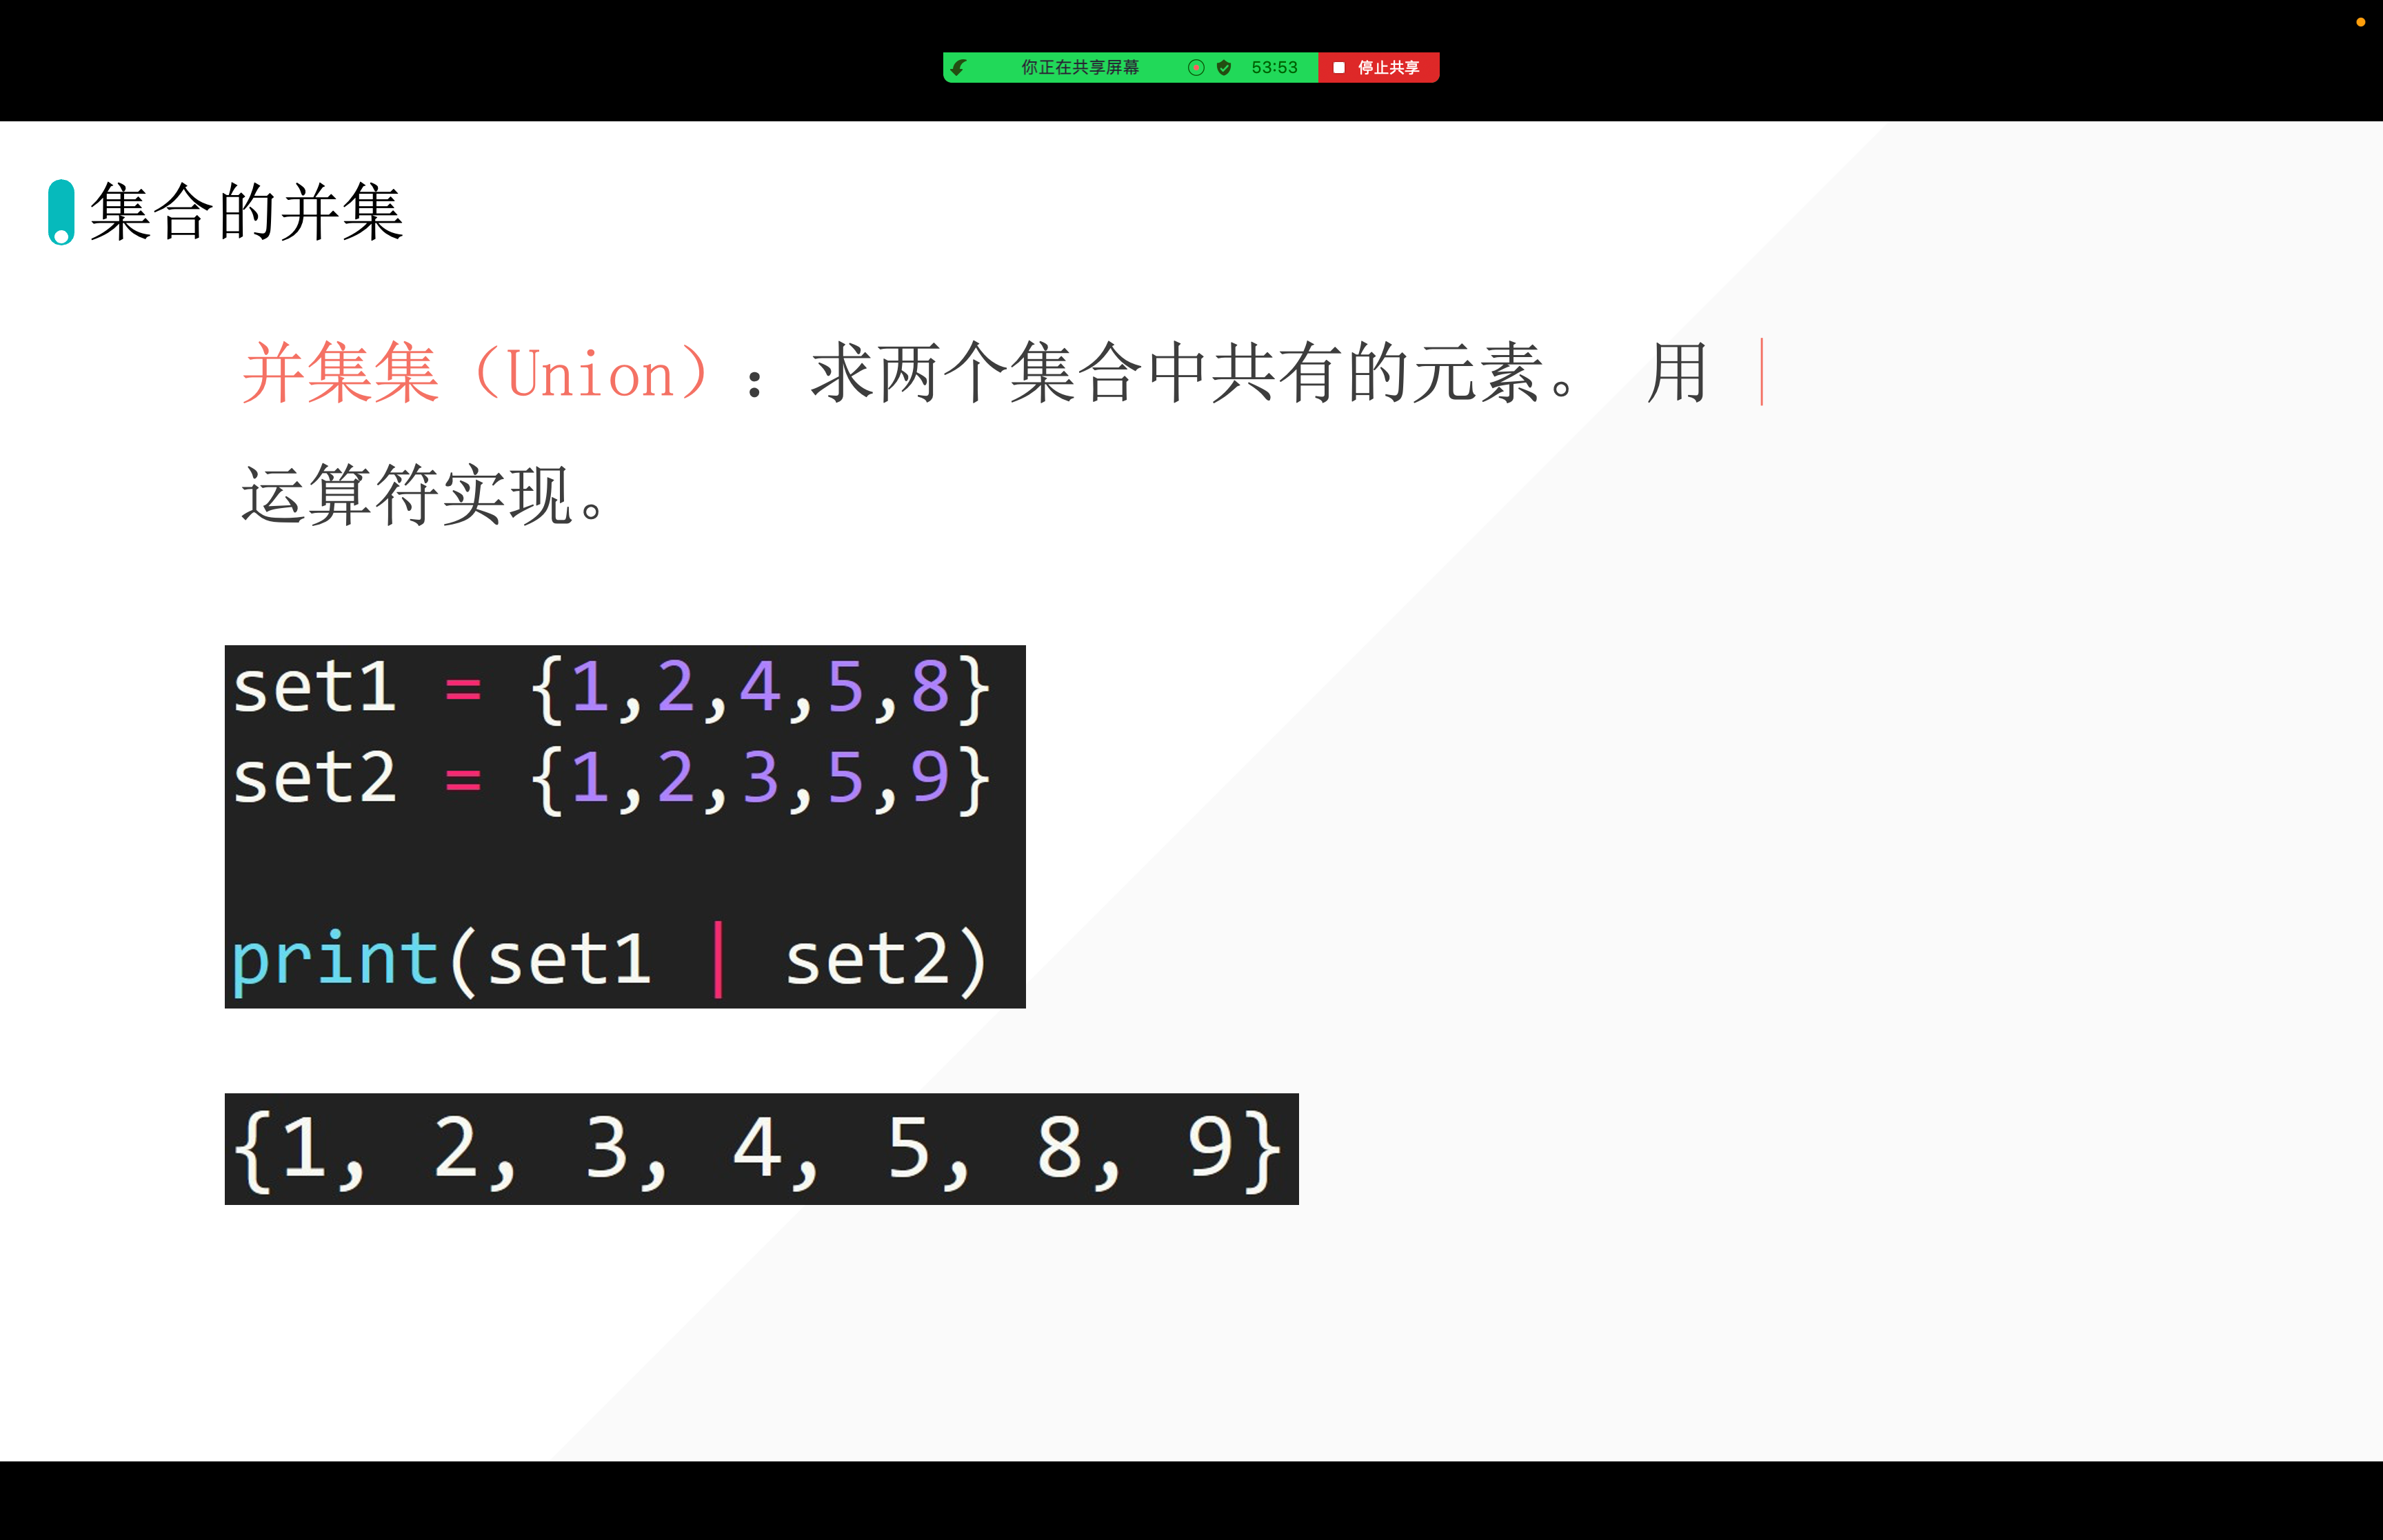 你正在共享屏幕 53:53 停止共享
集合的并集
并集集（Union）：求两个集合中共有的元素。 用 |
运算符实现。
set1 = {1,2,4,5,8}
set2 = {1,2,3,5,9}
print(set1 | set2)
{1, 2, 3, 4, 5, 8, 9}